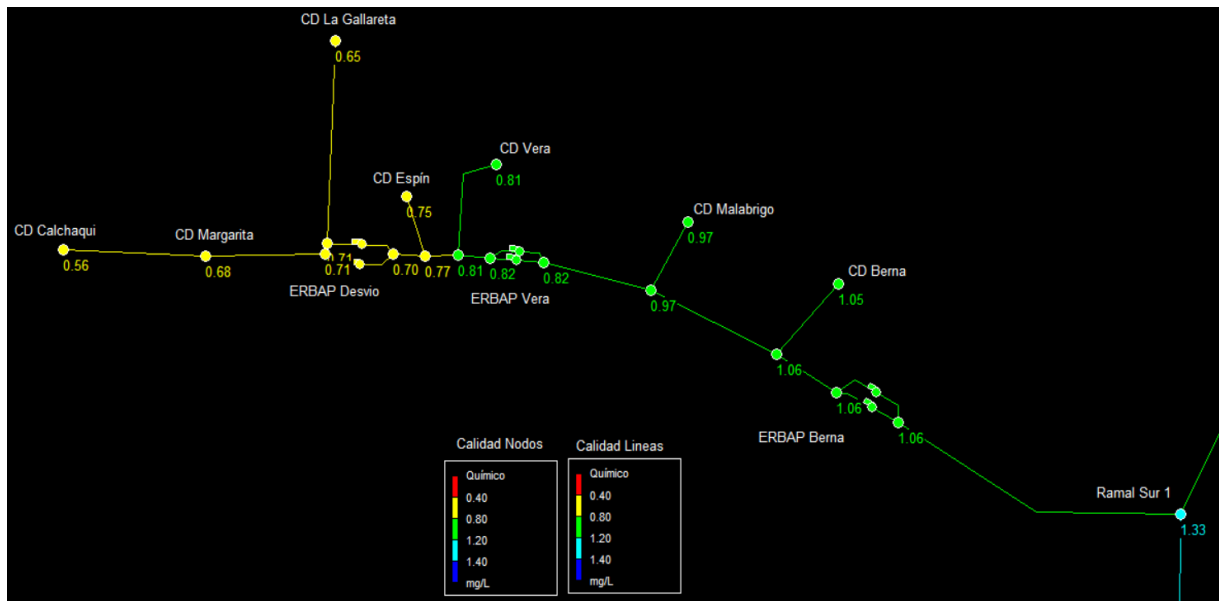 CD La Gallareta
0.65
CD Vera
0.81
CD Espín
0.75
CD Malabrigo
0.97
CD Calchaqui
0.56
CD Margarita
0.68
0.71
0.70
0.77
0.81
0.82
0.82
ERBAP Desvio
ERBAP Vera
CD Berna
1.05
0.97
1.06
1.06
1.06
ERBAP Berna
Ramal Sur 1
1.33
Calidad Nodos
Químico
0.40
0.80
1.20
1.40
mg/L
Calidad Lineas
Químico
0.40
0.80
1.20
1.40
mg/L